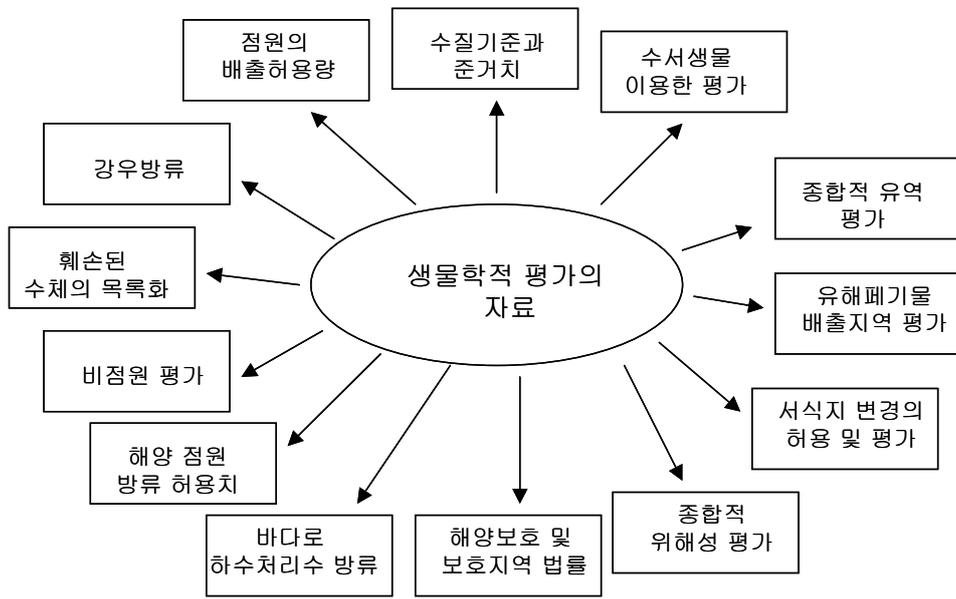 점원의
배출허용량
수질기준과
준거치
수서생물
이용한 평가
강우방류
종합적 유역
평가
훼손된
수체의 목록화
생물학적 평가의
자료
유해폐기물
배출지역 평가
비점원 평가
서식지 변경의
허용 및 평가
해양 점원
방류 허용치
바다로
하수처리수 방류
해양보호 및
보호지역 법률
종합적
위해성 평가